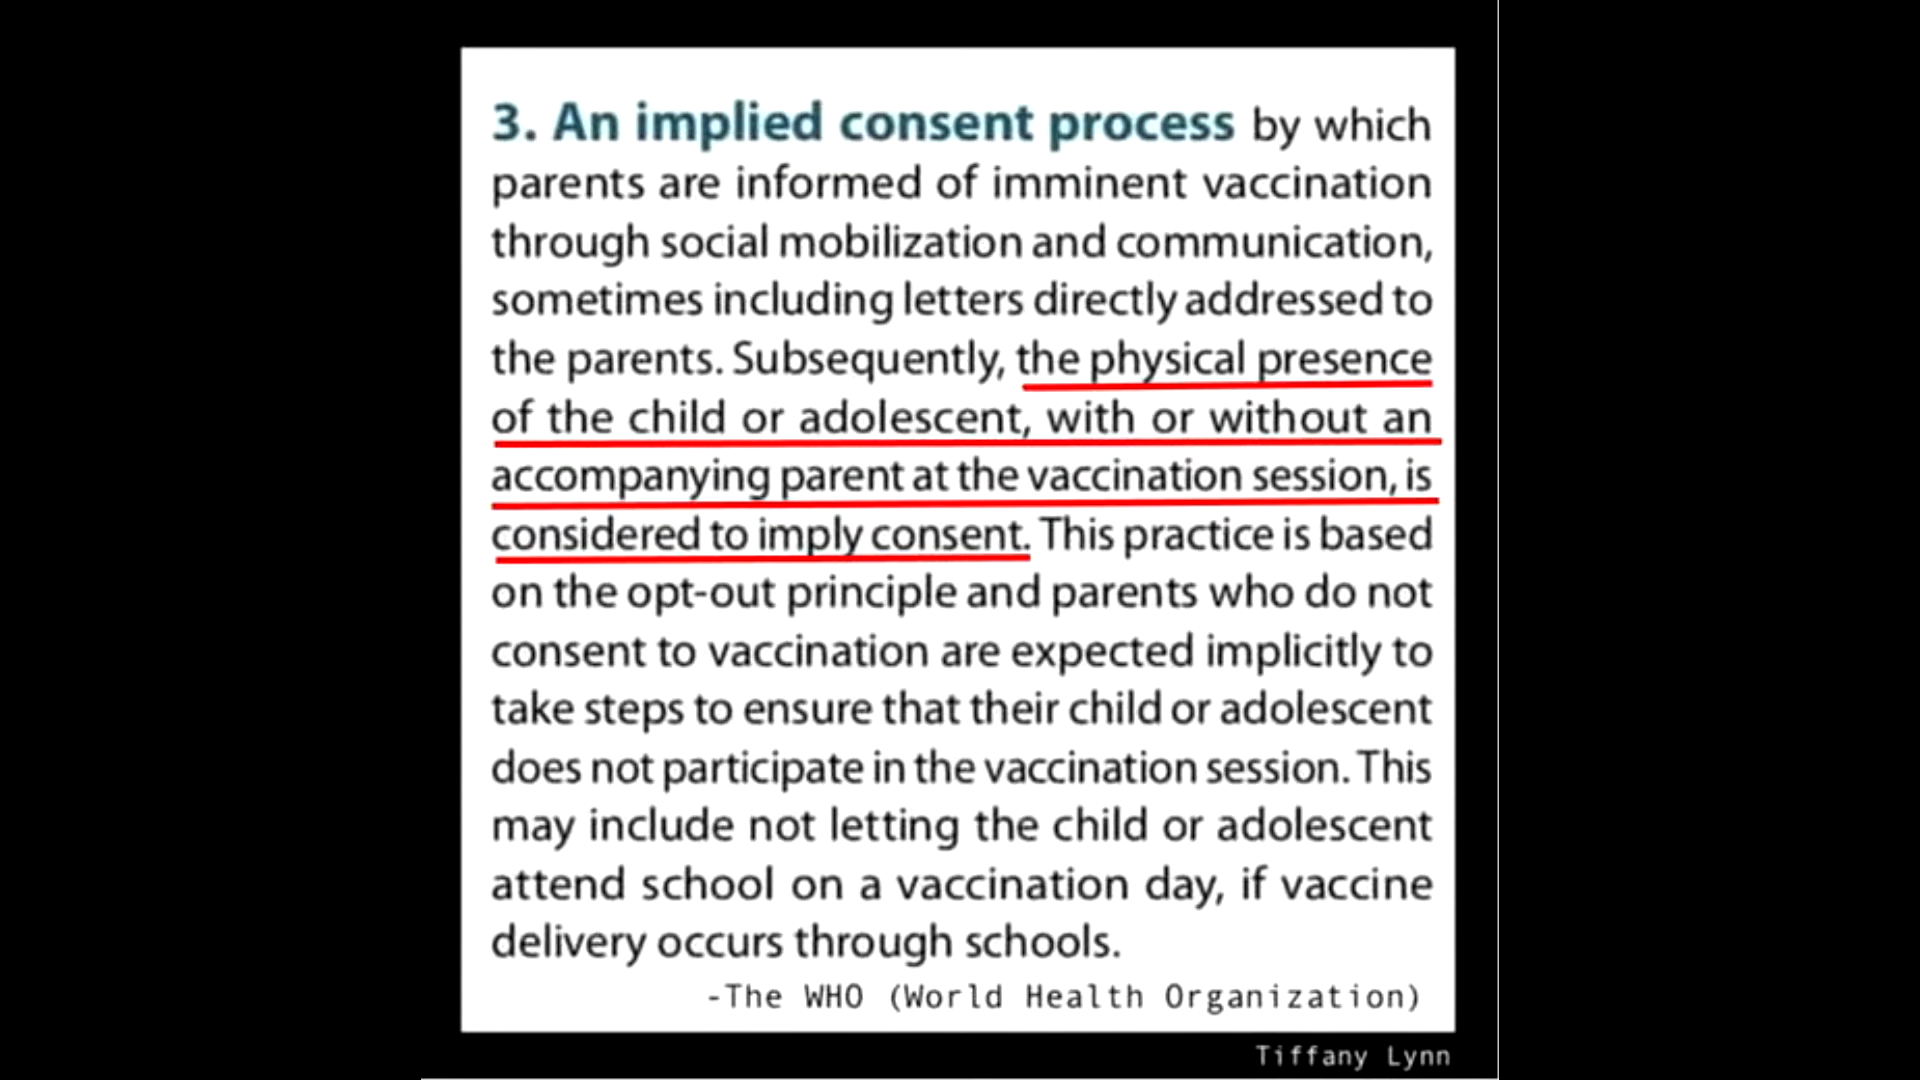 3. An implied consent process by which
parents are informed of imminent vaccination
through social mobilization and communication,
sometimes including letters directly addressed to
the parents. Subsequently, the physical presence
of the child or adolescent, with or without an
accompanying parent at the vaccination session, is
considered to imply consent. This practice is based
on the opt-out principle and parents who do not
consent to vaccination are expected implicitly to
take steps to ensure that their child or adolescent
does not participate in the vaccination session. This
may include not letting the child or adolescent
attend school on a vaccination day, if vaccine
delivery occurs through schools.
-The WHO (World Health Organization)
Tiffany Lynn